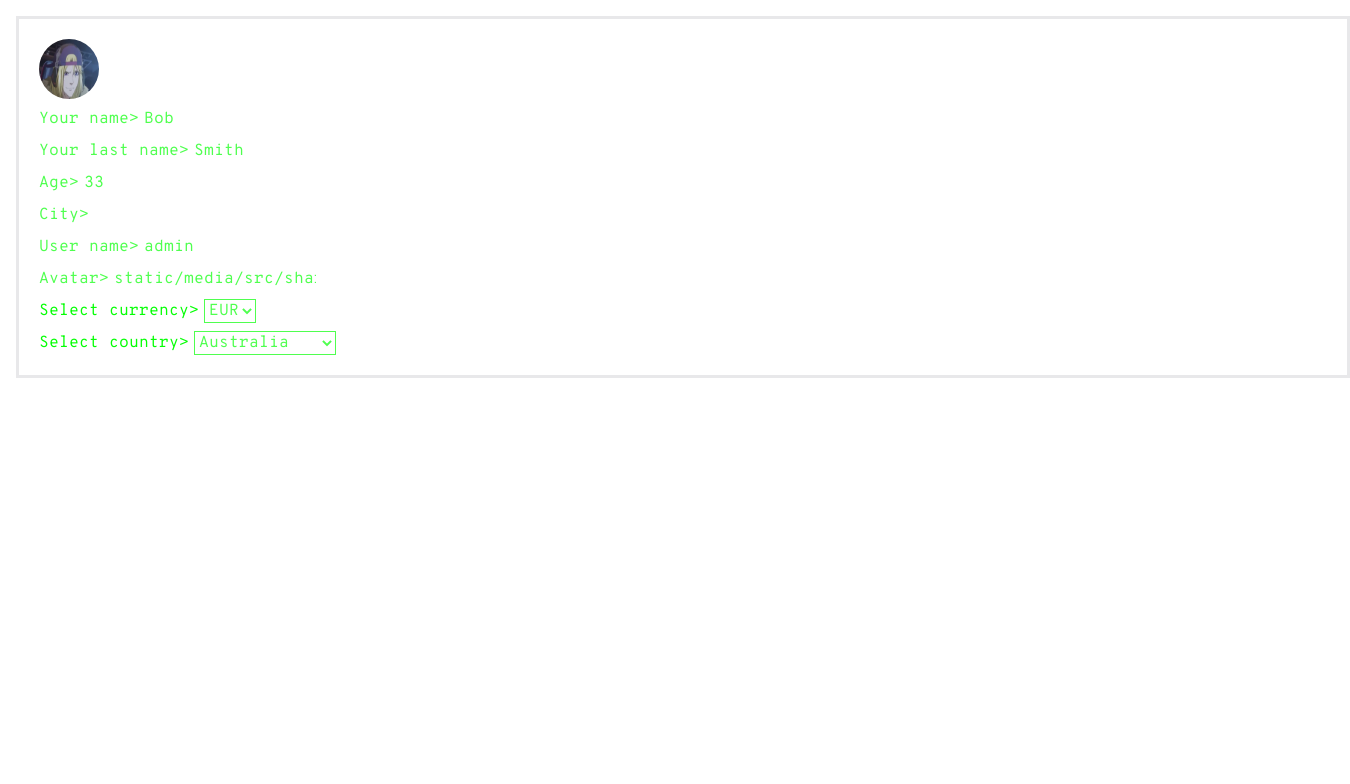 Your name> Bob
Your last name> Smith
Age> 33
City>
User name> admin
Avatar> static/media/src/sha
Select currency> EUR
Select country> Australia